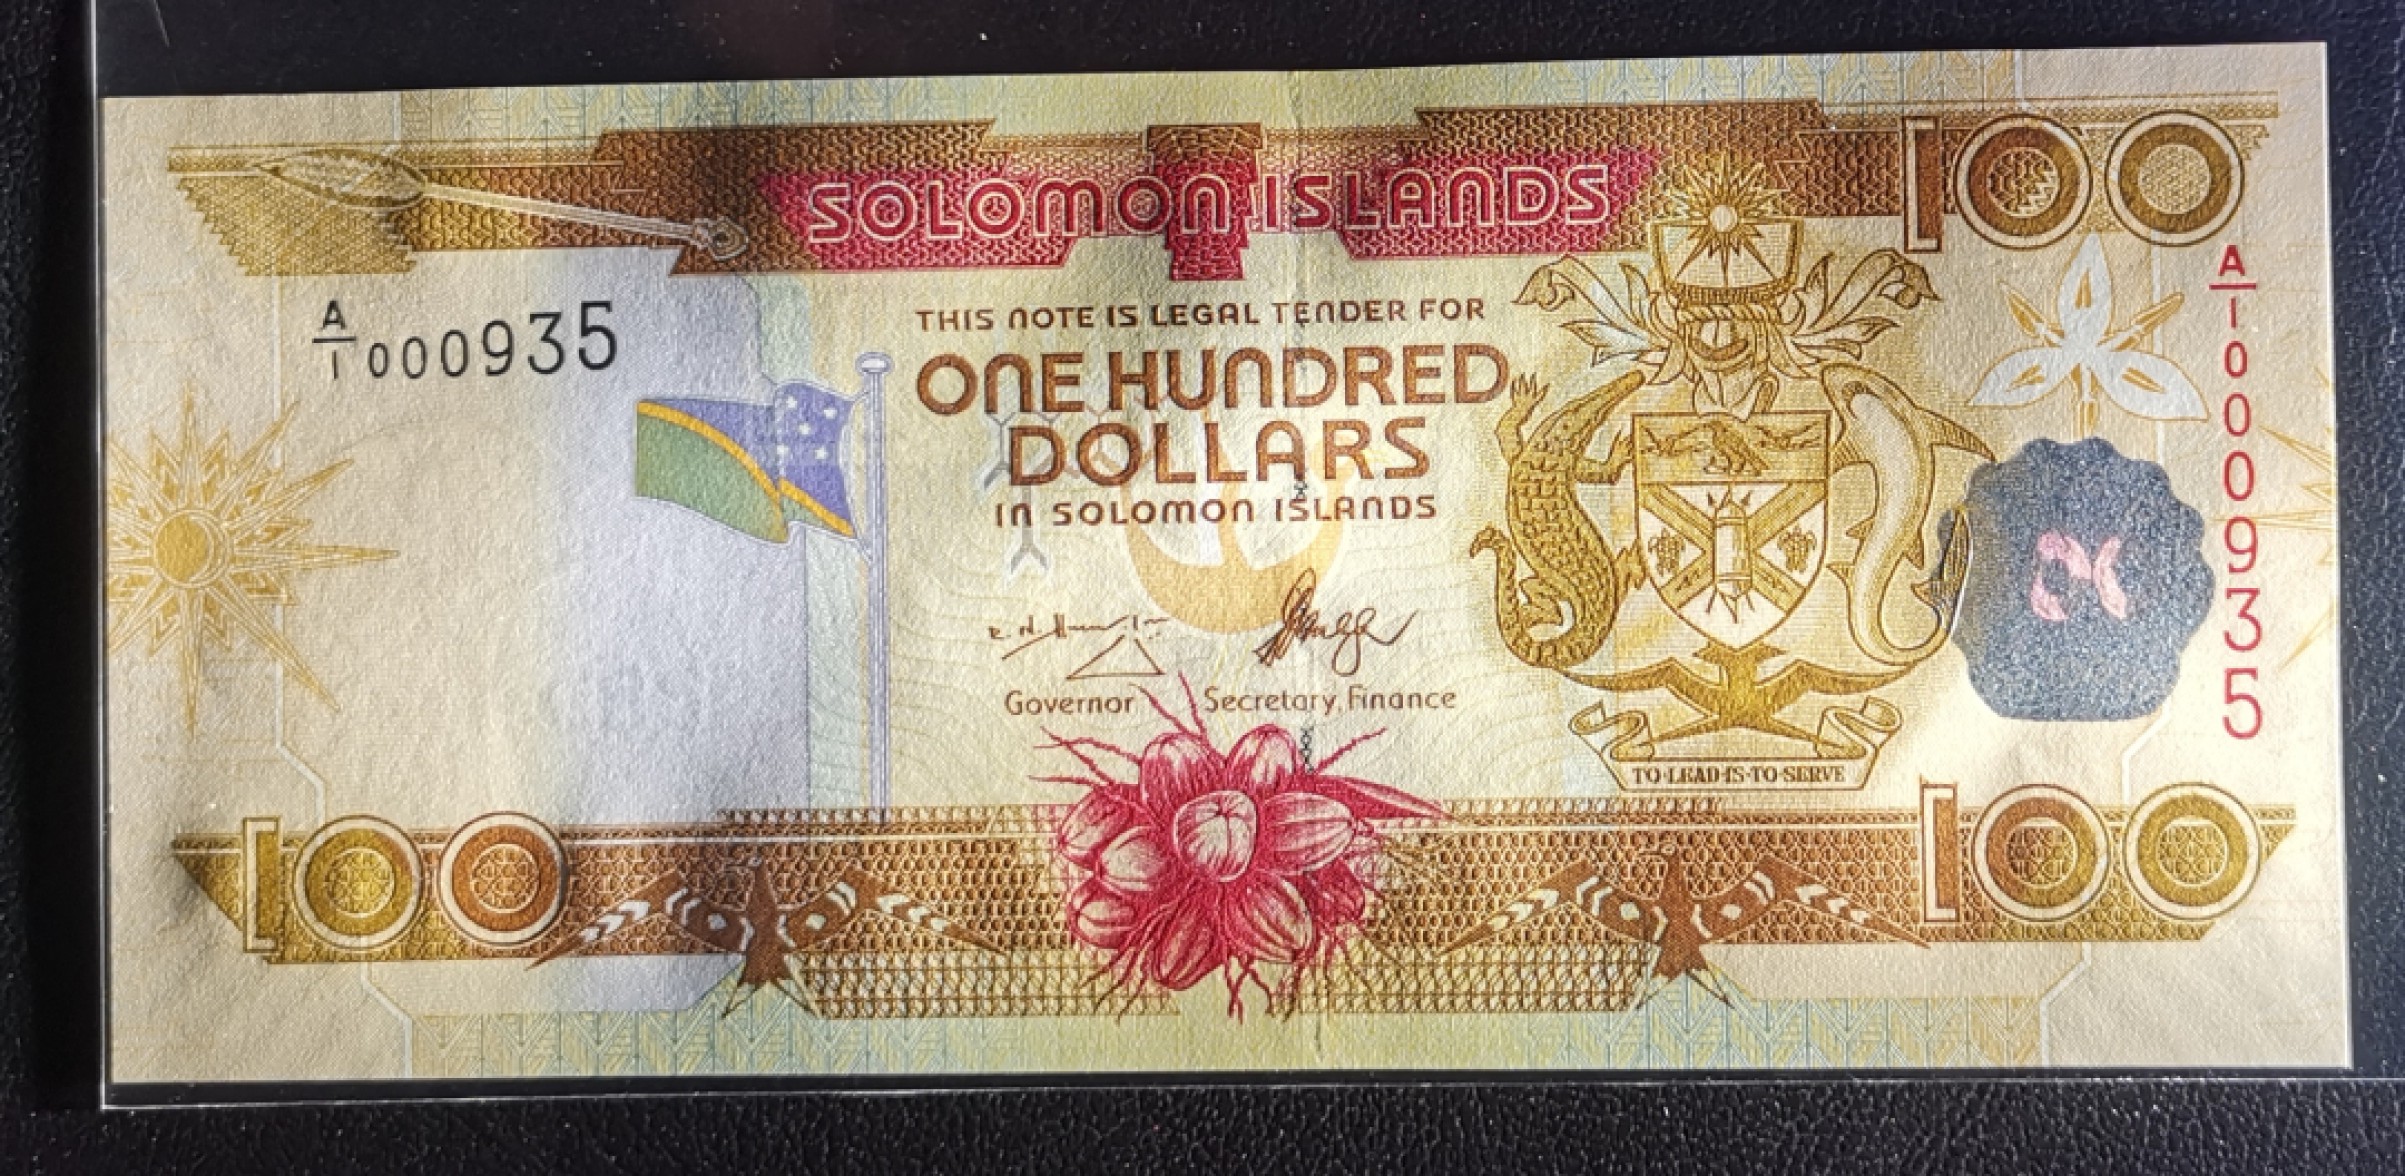 SOLOMON ISLANDS
100
A/1 000935
THIS NOTE IS LEGAL TENDER FOR
ONE HUNDRED
DOLLARS
IN SOLOMON ISLANDS
A/1 000935
Governor
Secretary, Finance
TO·LEAD·IS·TO·SERVE
100
100